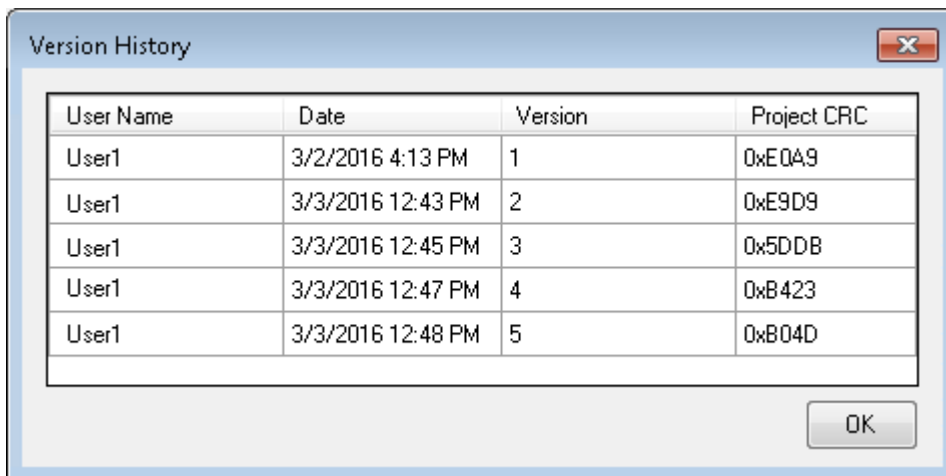 Version History
User Name Date Version Project CRC
User1 3/2/2016 4:13 PM 1 0xE0A9
User1 3/3/2016 12:43 PM 2 0xE9D9
User1 3/3/2016 12:45 PM 3 0x5DDB
User1 3/3/2016 12:47 PM 4 0xB423
User1 3/3/2016 12:48 PM 5 0xB04D
OK